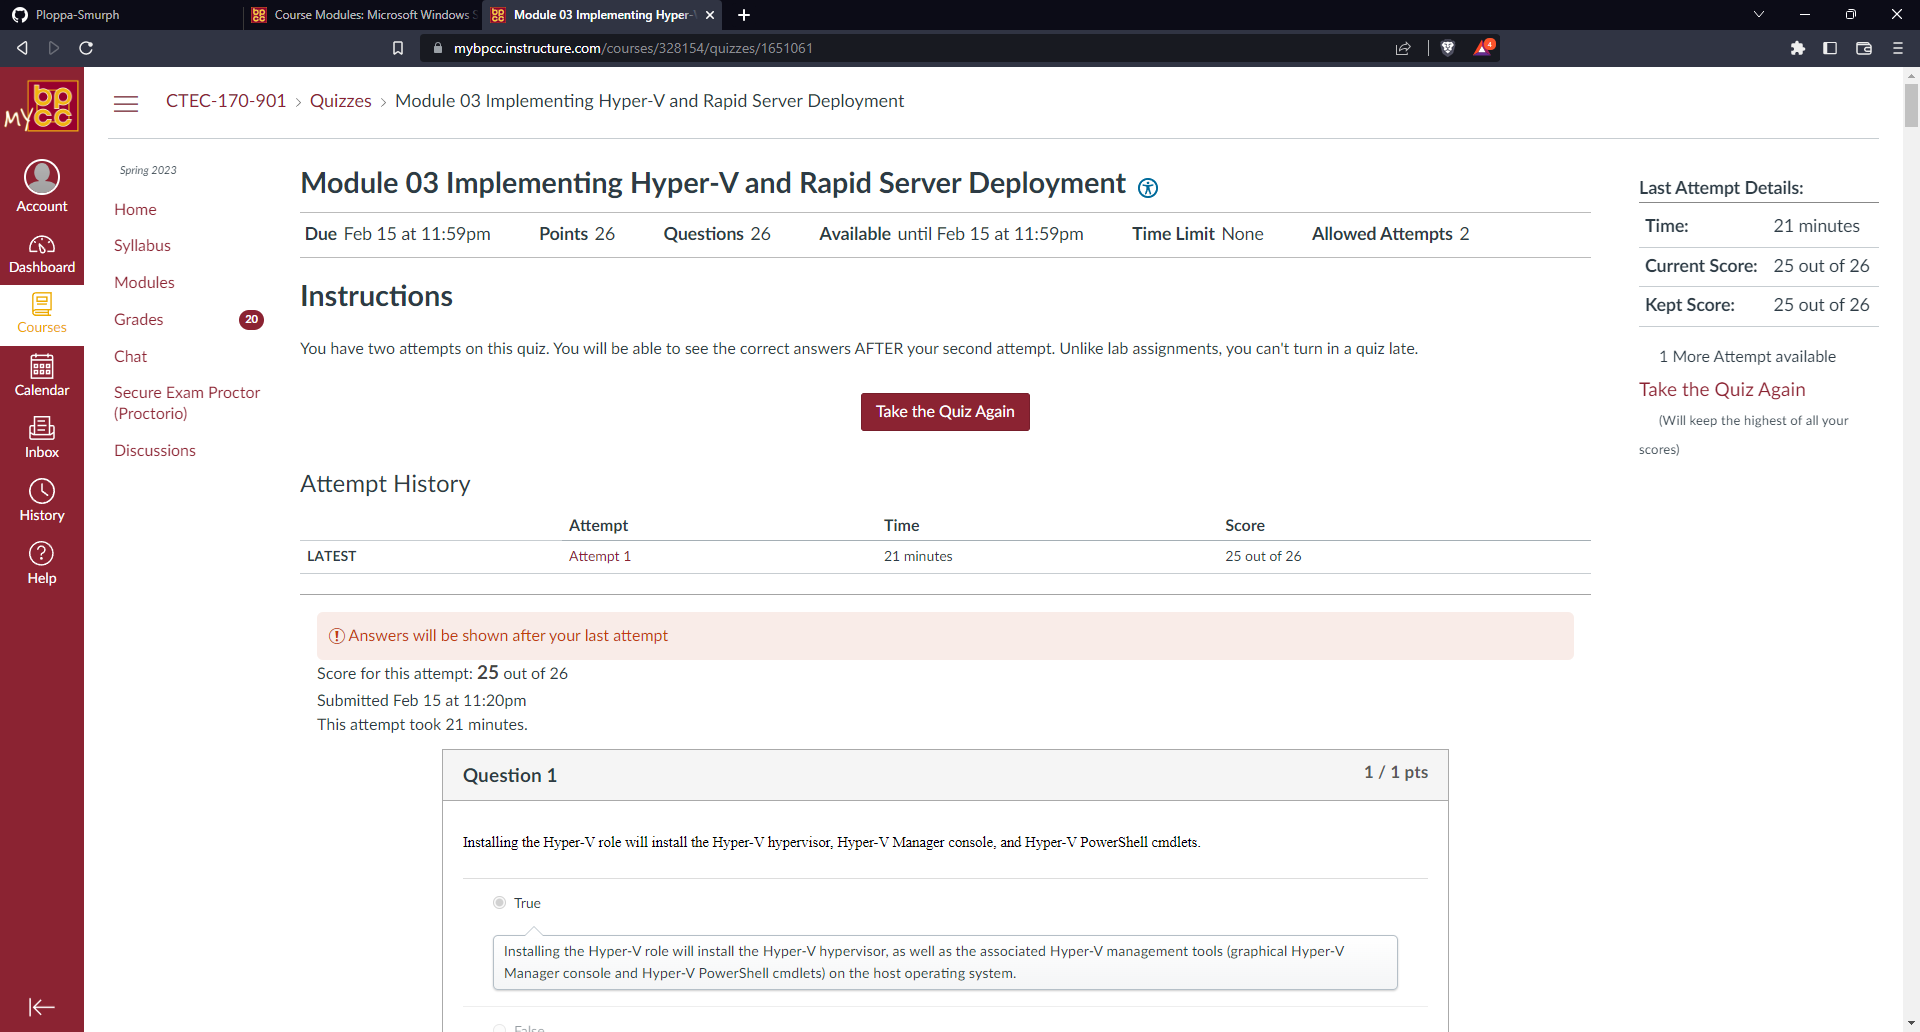 Ploppa-Smurph
Course Modules: Microsoft Windows S
Module 03 Implementing Hyper-V
mybpcc.instructure.com/courses/328154/quizzes/1651061
4
my bpcc
Account
Dashboard
Courses
Calendar
Inbox
History
Help
CTEC-170-901 › Quizzes › Module 03 Implementing Hyper-V and Rapid Server Deployment
Spring 2023
Home
Syllabus
Modules
Grades 20
Chat
Secure Exam Proctor
(Proctorio)
Discussions
Module 03 Implementing Hyper-V and Rapid Server Deployment
Due Feb 15 at 11:59pm Points 26 Questions 26 Available until Feb 15 at 11:59pm Time Limit None Allowed Attempts 2
Instructions
You have two attempts on this quiz. You will be able to see the correct answers AFTER your second attempt. Unlike lab assignments, you can't turn in a quiz late.
Take the Quiz Again
Attempt History
Attempt Time Score
LATEST Attempt 1 21 minutes 25 out of 26
Answers will be shown after your last attempt
Score for this attempt: 25 out of 26
Submitted Feb 15 at 11:20pm
This attempt took 21 minutes.
Question 1 1 / 1 pts
Installing the Hyper-V role will install the Hyper-V hypervisor, Hyper-V Manager console, and Hyper-V PowerShell cmdlets.
True
Installing the Hyper-V role will install the Hyper-V hypervisor, as well as the associated Hyper-V management tools (graphical Hyper-V
Manager console and Hyper-V PowerShell cmdlets) on the host operating system.
False
Last Attempt Details:
Time: 21 minutes
Current Score: 25 out of 26
Kept Score: 25 out of 26
1 More Attempt available
Take the Quiz Again
(Will keep the highest of all your
scores)